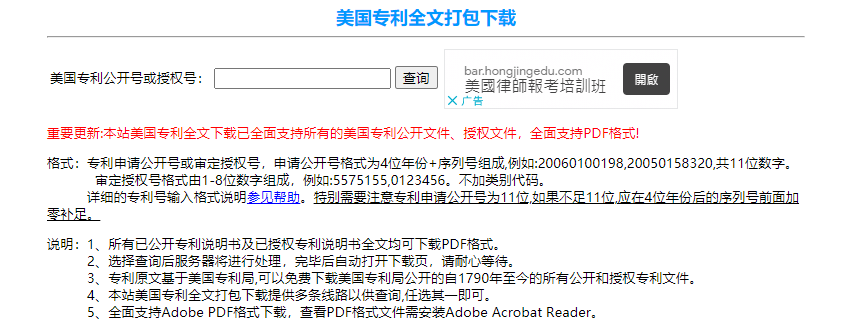 美国专利全文打包下载
美国专利公开号或授权号：
查询
bar.hongjingedu.com
美國律師報考培訓班
開啟
广告
重要更新:本站美国专利全文下载已全面支持所有的美国专利公开文件、授权文件，全面支持PDF格式!
格式：专利申请公开号或审定授权号，申请公开号格式为4位年份+序列号组成,例如:20060100198,20050158320,共11位数字。
审定授权号格式由1-8位数字组成，例如:5575155,0123456。不加类别代码。
详细的专利号输入格式说明参见帮助。特别需要注意专利申请公开号为11位,如果不足11位,应在4位年份后的序列号前面加
零补足。
说明：1、所有已公开专利说明书及已授权专利说明书全文均可下载PDF格式。
2、选择查询后服务器将进行处理，完毕后自动打开下载页，请耐心等待。
3、专利原文基于美国专利局,可以免费下载美国专利局公开的自1790年至今的所有公开和授权专利文件。
4、本站美国专利全文打包下载提供多条线路以供查询,任选其一即可。
5、全面支持Adobe PDF格式下载，查看PDF格式文件需安装Adobe Acrobat Reader。